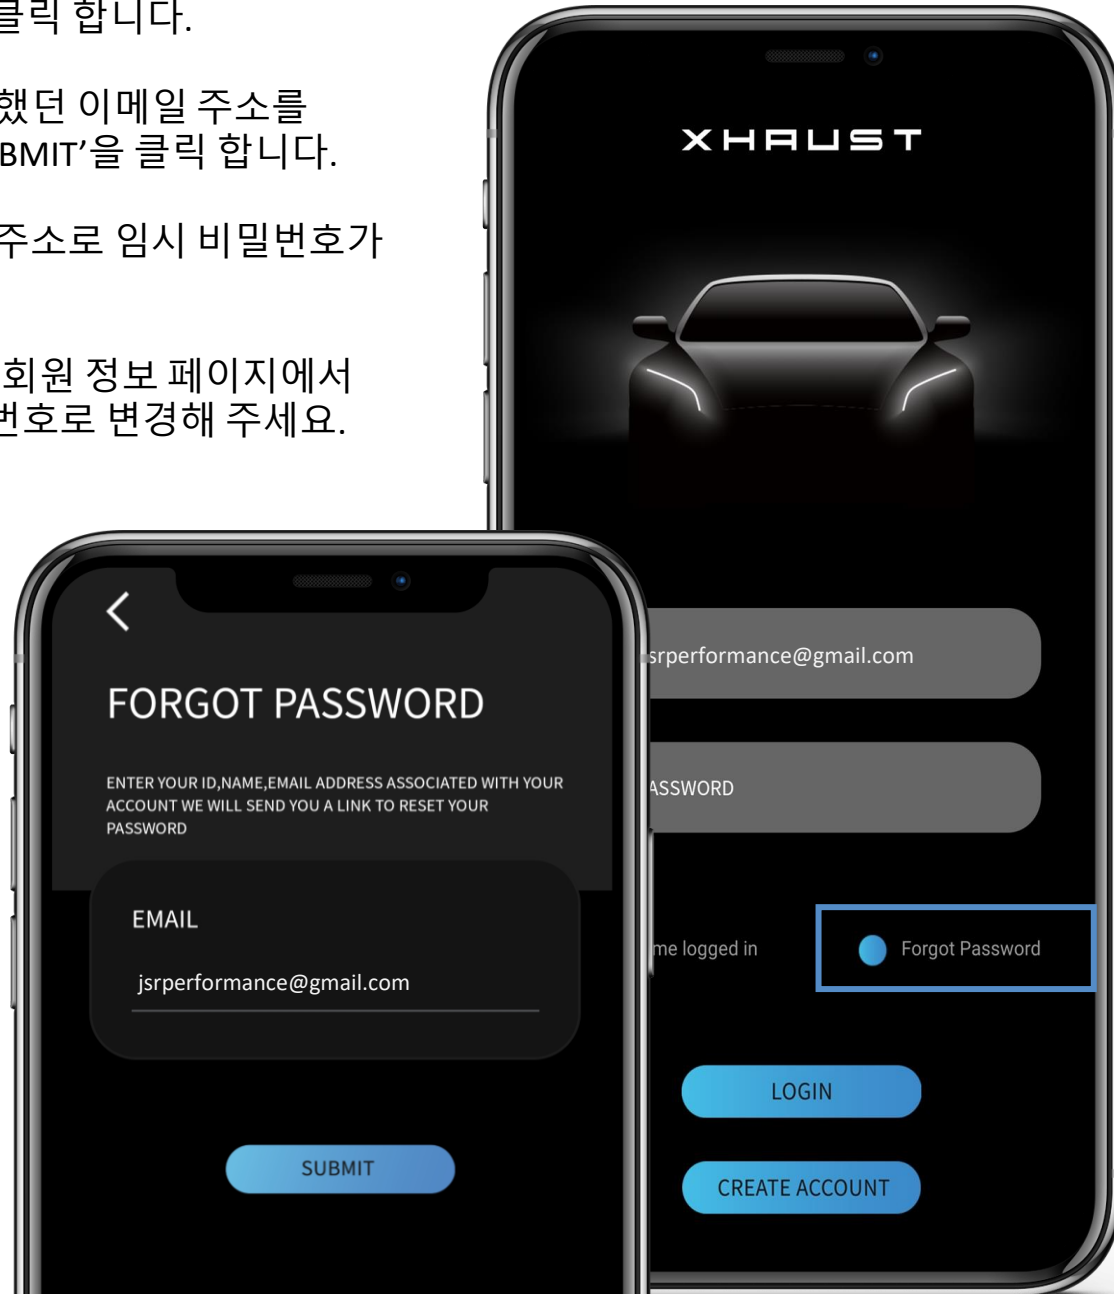 클릭 합니다.
했던 이메일 주소를
BMIT’을 클릭 합니다.
주소로 임시 비밀번호가
회원 정보 페이지에서
번호로 변경해 주세요.
XHAUST
srperformance@gmail.com
ASSWORD
me logged in
Forgot Password
LOGIN
CREATE ACCOUNT
FORGOT PASSWORD
ENTER YOUR ID,NAME,EMAIL ADDRESS ASSOCIATED WITH YOUR
ACCOUNT WE WILL SEND YOU A LINK TO RESET YOUR
PASSWORD
EMAIL
jsrperformance@gmail.com
SUBMIT